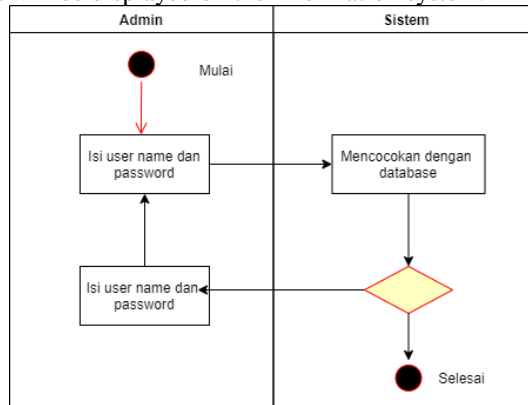 Admin
Sistem
Mulai
Isi user name dan
password
Mencocokan dengan
database
Isi user name dan
password
Selesai